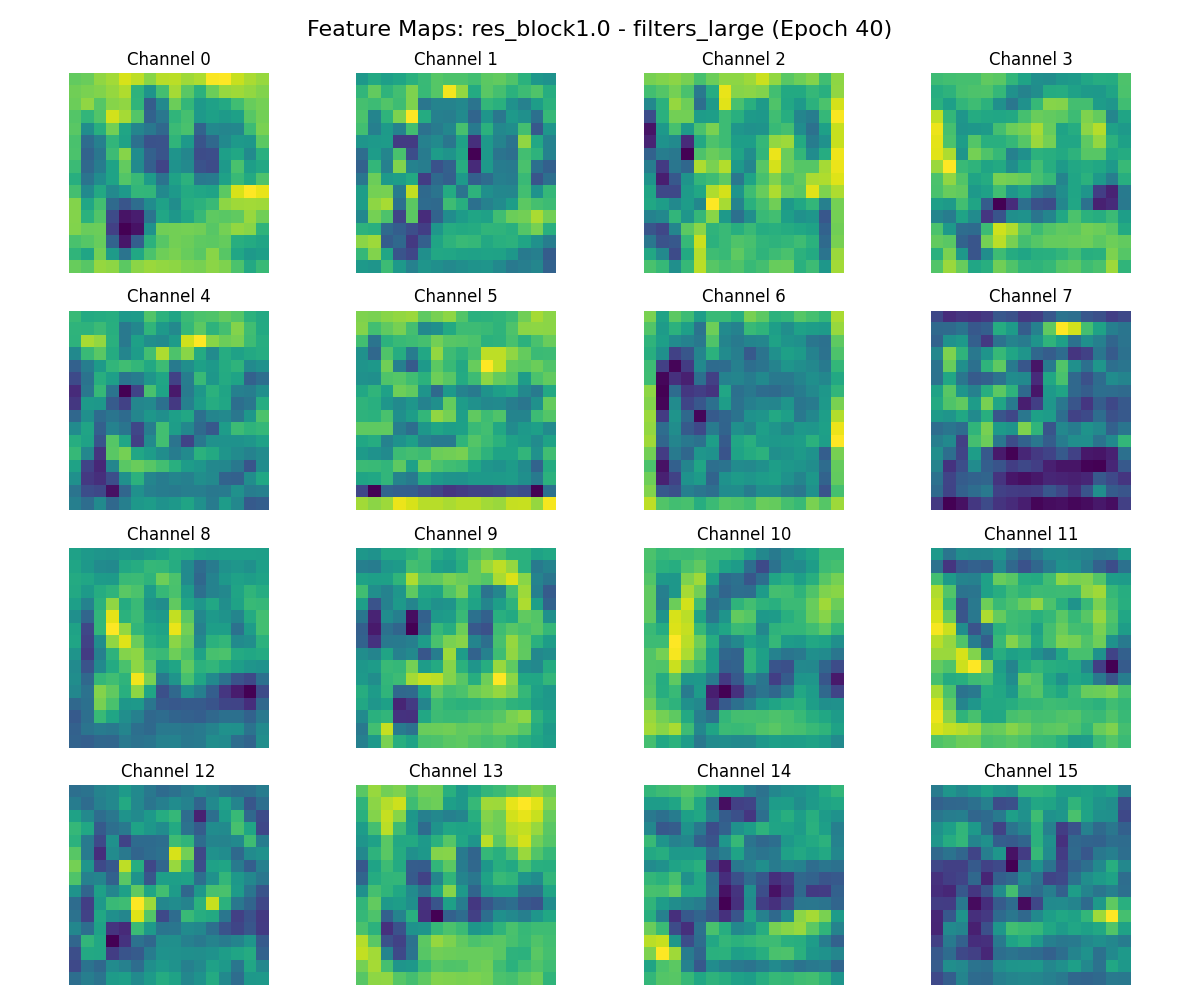 Feature Maps: res_block1.0 - filters_large (Epoch 40)
Channel 0
Channel 1
Channel 2
Channel 3
Channel 4
Channel 5
Channel 6
Channel 7
Channel 8
Channel 9
Channel 10
Channel 11
Channel 12
Channel 13
Channel 14
Channel 15